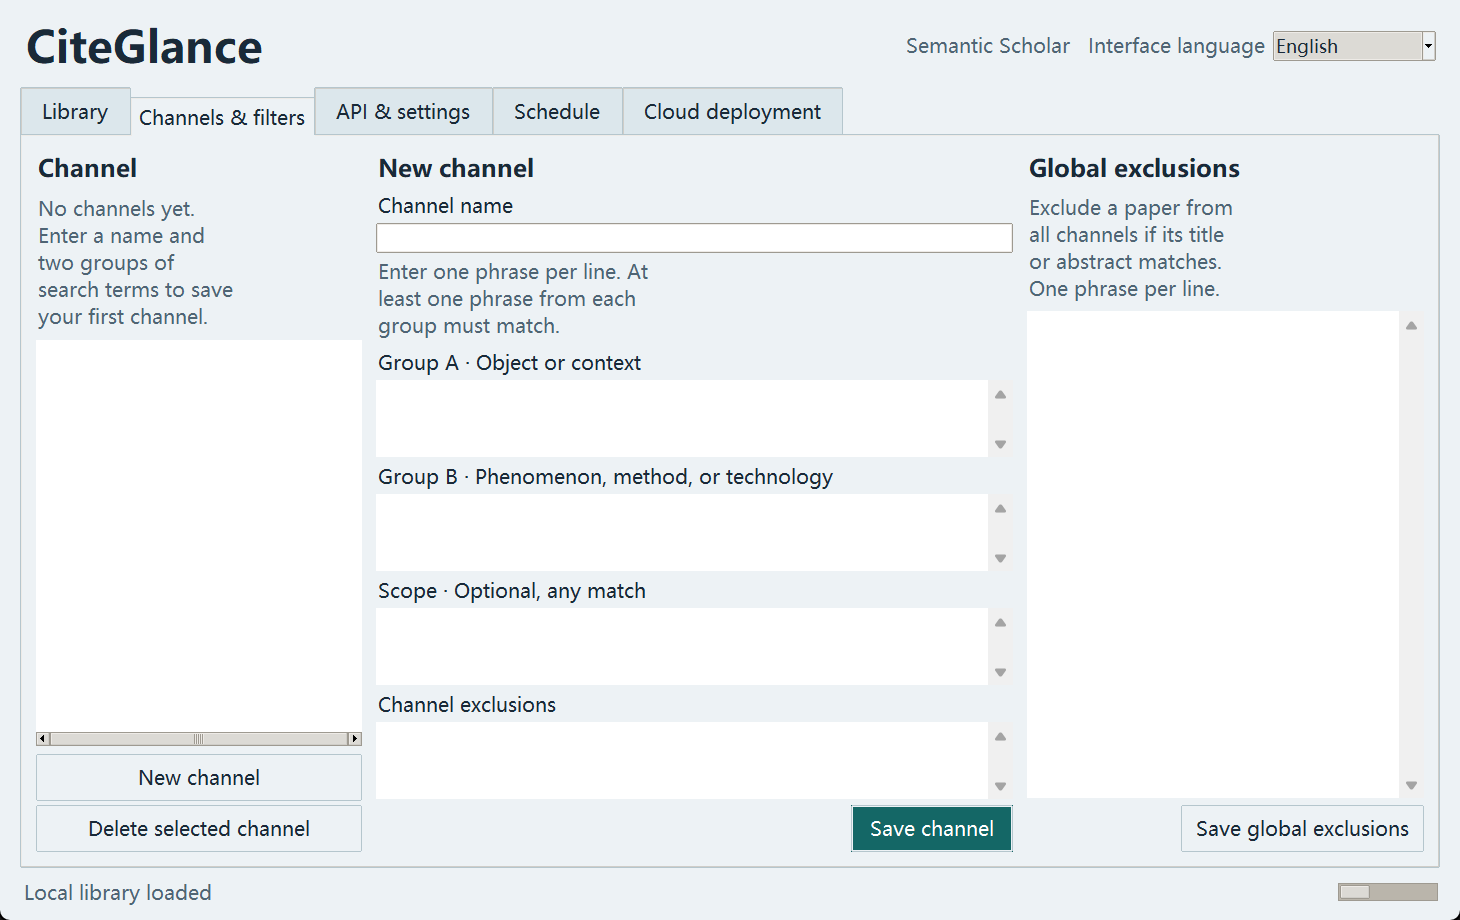 CiteGlance
Semantic Scholar
Interface language
English
Library
Channels & filters
API & settings
Schedule
Cloud deployment
Channel
No channels yet.
Enter a name and
two groups of
search terms to save
your first channel.
New channel
Delete selected channel
New channel
Channel name
Enter one phrase per line. At
least one phrase from each
group must match.
Group A · Object or context
Group B · Phenomenon, method, or technology
Scope · Optional, any match
Channel exclusions
Save channel
Global exclusions
Exclude a paper from
all channels if its title
or abstract matches.
One phrase per line.
Save global exclusions
Local library loaded